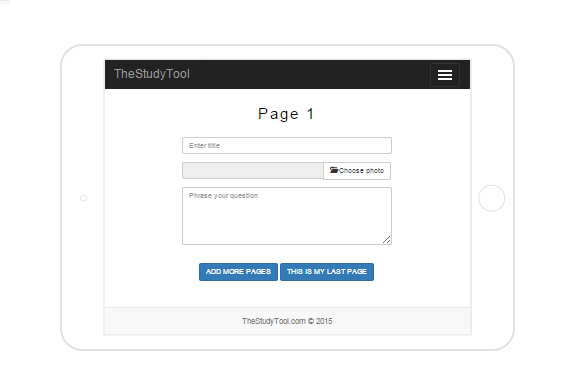 TheStudyTool
Page 1
Enter title
Choose photo
Phrase your question
ADD MORE PAGES THIS IS MY LAST PAGE
TheStudyTool.com © 2015